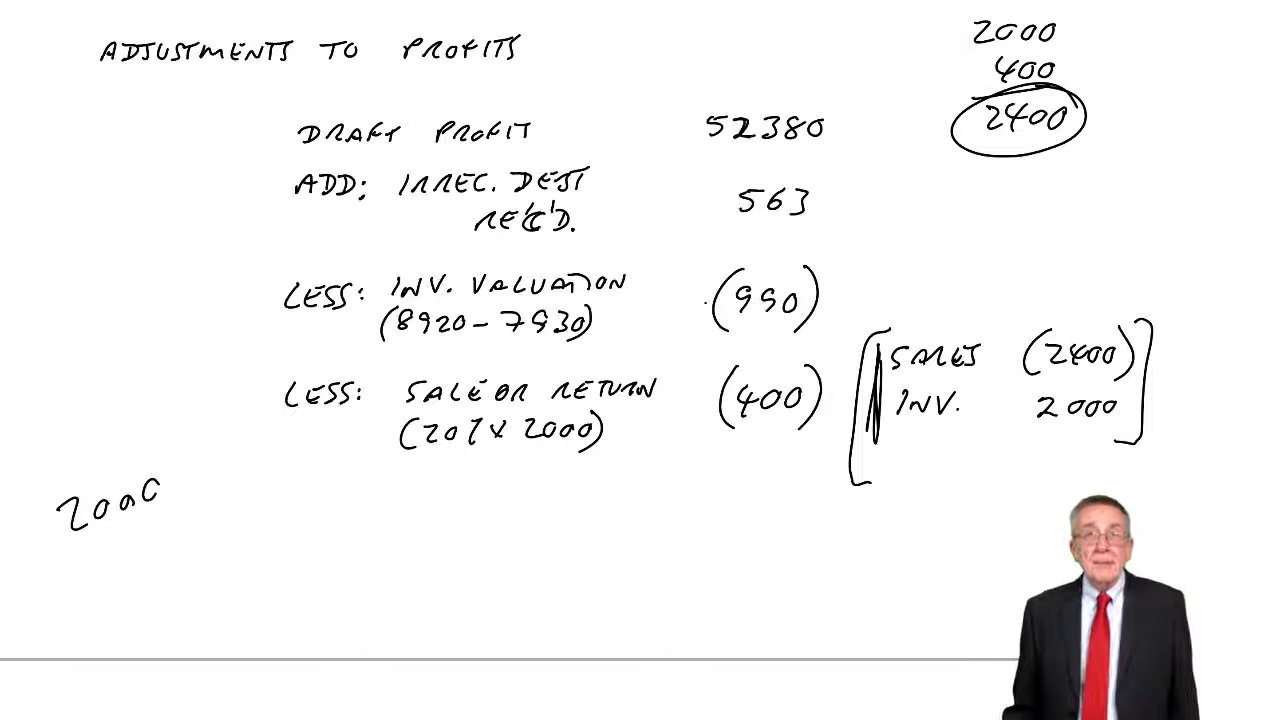 ADJUSTMENTS TO PROFITS
2000
400
2400
DRAFT PROFIT 52380
ADD: IRREC. DEBT 563
REC'D.
LESS: INV. VALUATION (990)
(8920 - 7930)
SALES (2400)
INV. 2000
LESS: SALE OR RETURN (400)
(20% x 2000)
2000